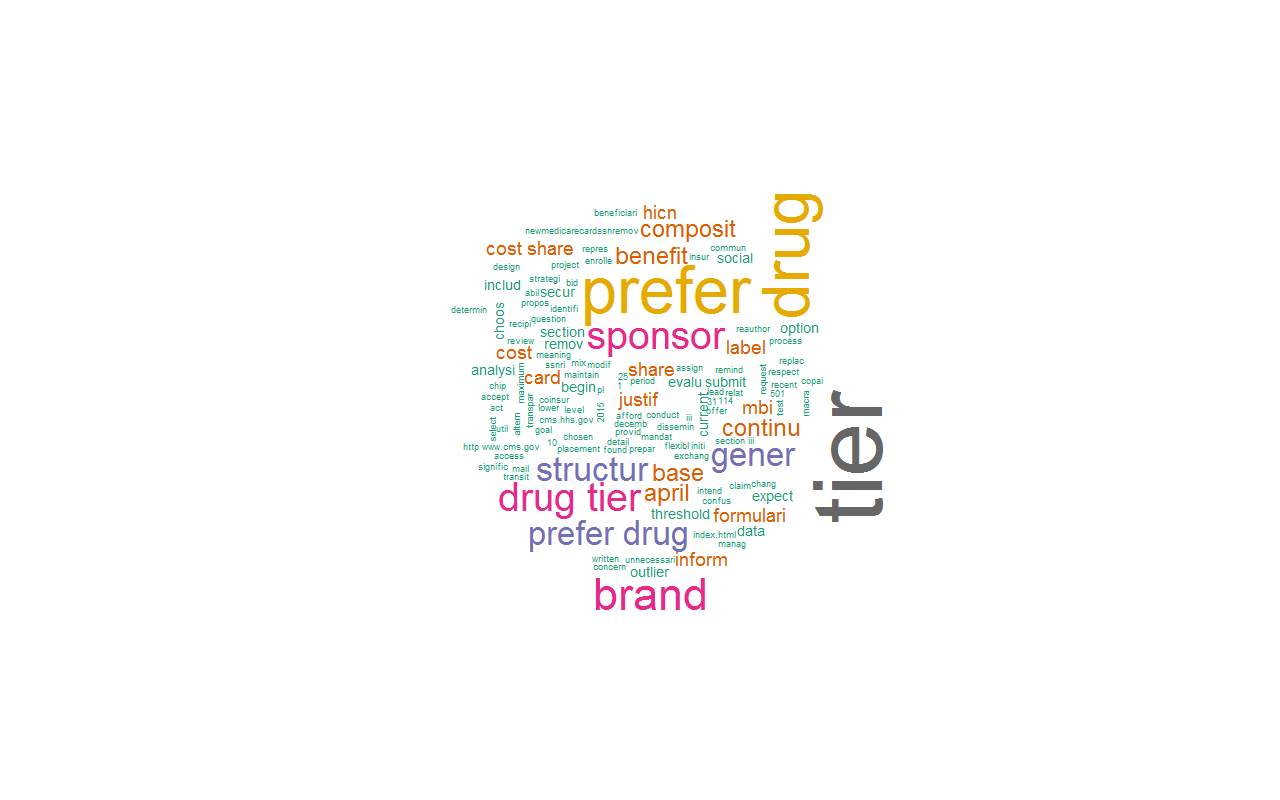 beneficiari
hicn
drug
newmedicarecardssnremov
composit
cost share
repres
benefit
insur
commun
social
design
project
enrolle
strategi
bid
prefer
includ
abil
secur
propos
identifi
determin
choos
recipi
question
section
sponsor
reauthor
option
review
remov
label
process
cost
meaning
ssnri
mix
modif
share
assign
remind
request
replac
respect
analysi
maximum
maintain
card
25
period
evalu
submit
recent
copai
chip
begin
pl
1
accept
transpar
coinsur
justif
current
lead
relat
501
act
lower
level
2015
31
114
offer
mbi
test
macra
tier
select
util
altern
cms.hhs.gov
goal
afford
conduct
iii
decemb
provid
dissemin
continu
http www.cms.gov
10
chosen
detail
mandat
section iii
access
placement
found
prepar
flexibl
initi
exchang
gener
signific
mail
transit
structur
base
drug tier
april
intend
claim
chang
confus
expect
threshold
formulari
prefer drug
index.html
data
manag
written
unnecessari
inform
concern
outlier
brand